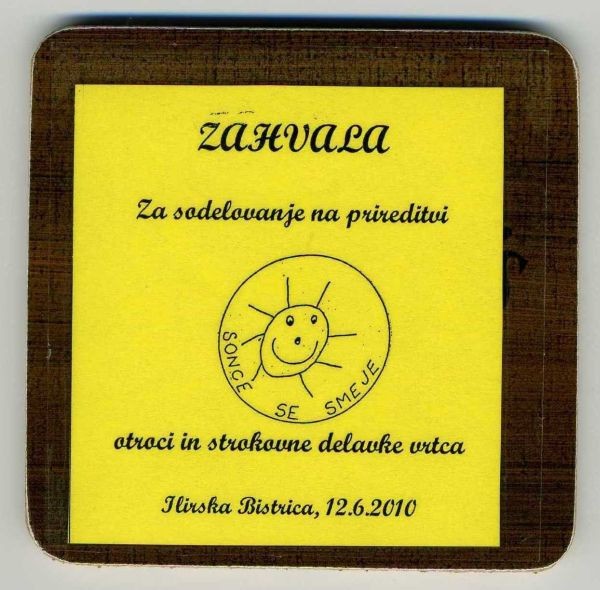 ZAHVALA
Za sodelovanje na prireditvi
SONCE SE SMEJE
otroci in strokovne delavke vrtca
Ilirska Bistrica, 12.6.2010